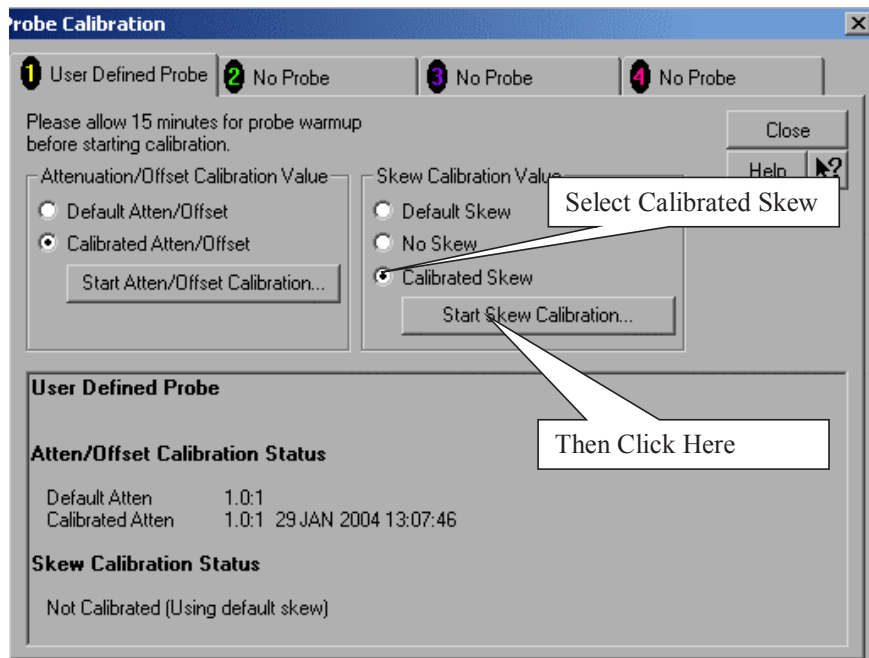 Probe Calibration
1 User Defined Probe 2 No Probe 3 No Probe 4 No Probe
Please allow 15 minutes for probe warmup
before starting calibration.
Close
Help
Attenuation/Offset Calibration Value
Default Atten/Offset
Calibrated Atten/Offset
Start Atten/Offset Calibration...
Skew Calibration Value
Default Skew
No Skew
Calibrated Skew
Start Skew Calibration...
Select Calibrated Skew
Then Click Here
User Defined Probe
Atten/Offset Calibration Status
Default Atten 1.0:1
Calibrated Atten 1.0:1 29 JAN 2004 13:07:46
Skew Calibration Status
Not Calibrated (Using default skew)